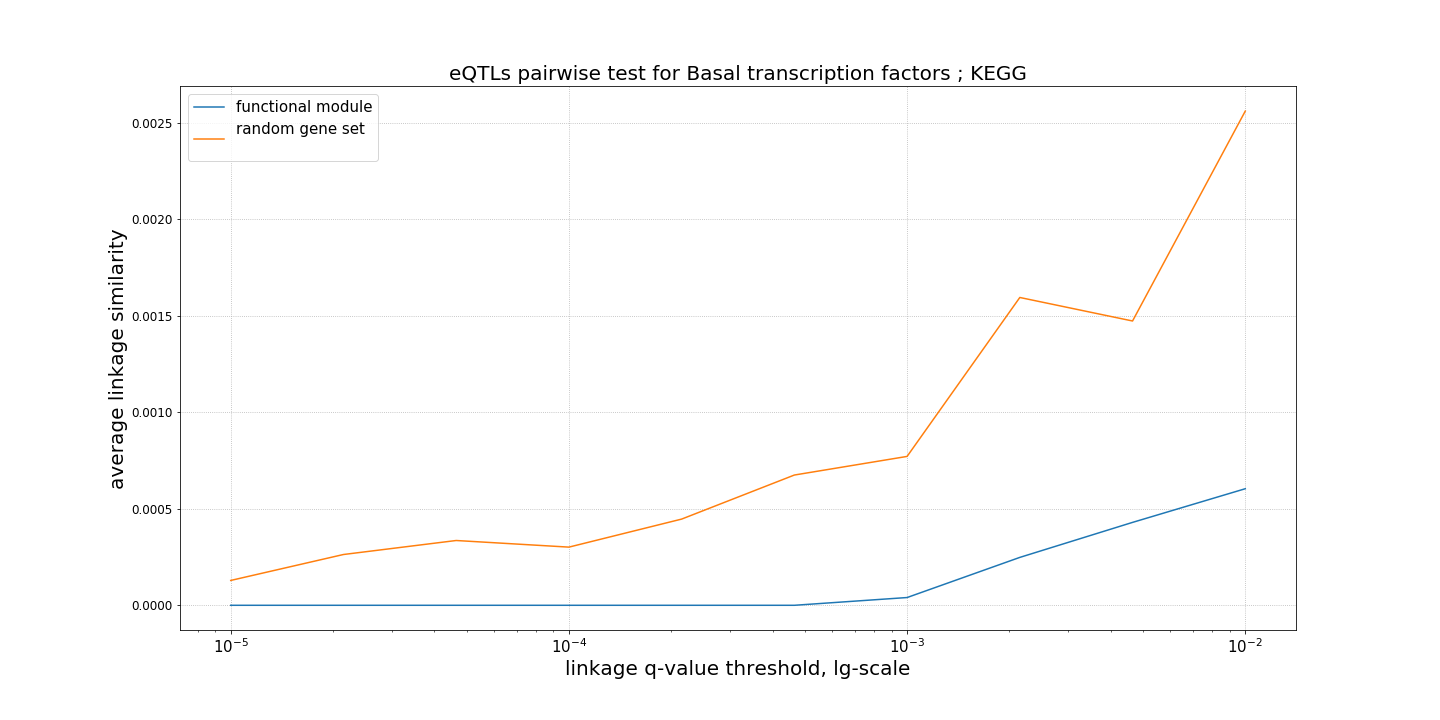 eQTLs pairwise test for Basal transcription factors ; KEGG
functional module
random gene set
0.0025
0.0020
0.0015
0.0010
0.0005
0.0000
average linkage similarity
10⁻⁵ 10⁻⁴ 10⁻³ 10⁻²
linkage q-value threshold, lg-scale